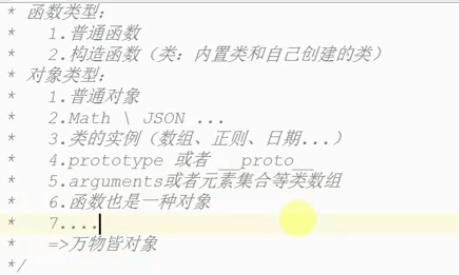 * 函数类型：
*   1.普通函数
*   2.构造函数（类：内置类和自己创建的类）
* 对象类型：
*   1.普通对象
*   2.Math \ JSON ...
*   3.类的实例（数组、正则、日期...）
*   4.prototype 或者 __proto__
*   5.arguments或者元素集合等类数组
*   6.函数也是一种对象
*   7....
*   =>万物皆对象
*/